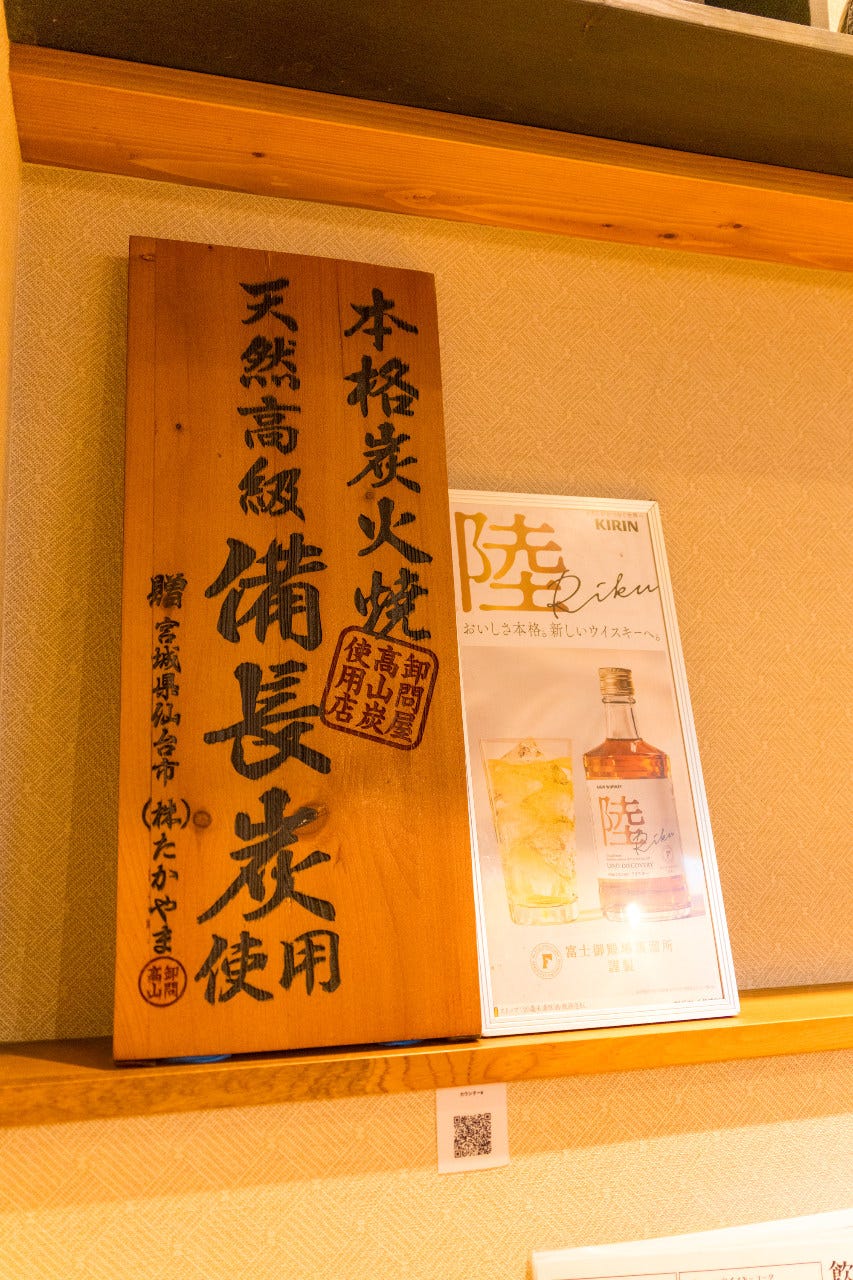 本格炭火焼
天然高級
備長炭
使用
卸問屋
高山炭
使用店
贈 宮城県仙台市
(株)たかやま
卸問
高山
KIRIN
陸
Riku
おいしさ本格。新しいウイスキーへ。
陸
Riku
F
富士御殿場蒸溜所
謹製
飲